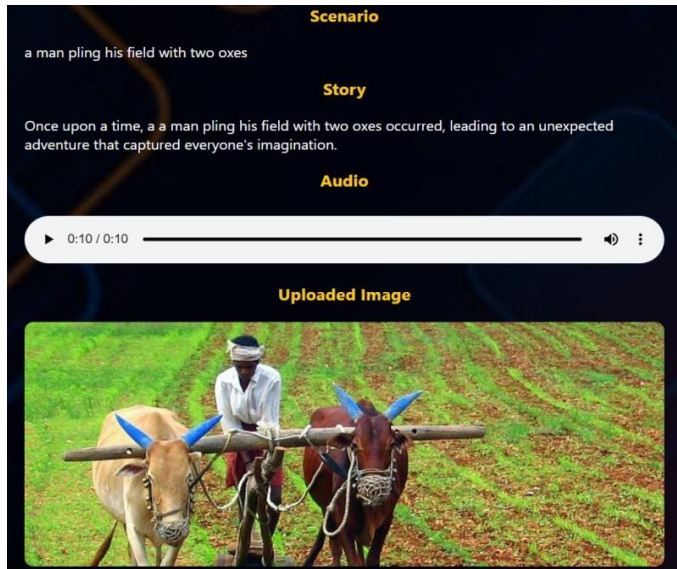 Scenario
a man pling his field with two oxes
Story
Once upon a time, a a man pling his field with two oxes occurred, leading to an unexpected
adventure that captured everyone's imagination.
Audio
0:10 / 0:10
Uploaded Image